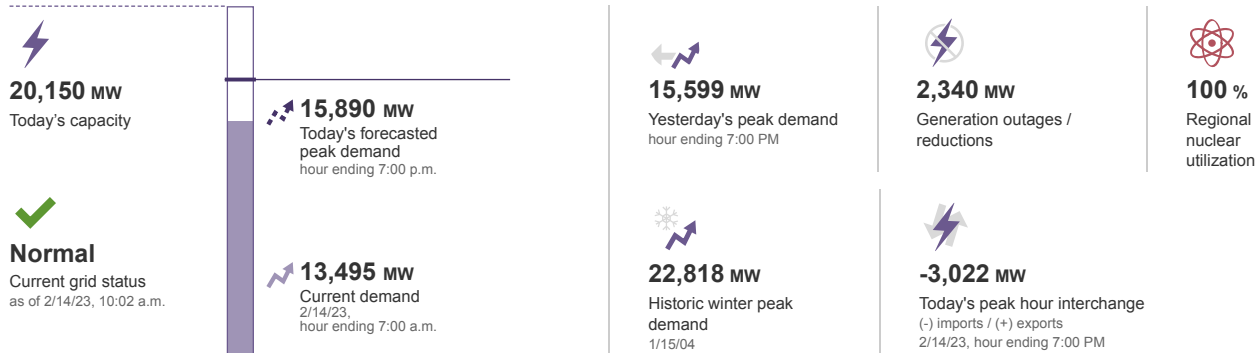 20,150 MW
Today's capacity
Normal
Current grid status
as of 2/14/23, 10:02 a.m.
15,890 MW
Today's forecasted
peak demand
hour ending 7:00 p.m.
13,495 MW
Current demand
2/14/23,
hour ending 7:00 a.m.
15,599 MW
Yesterday's peak demand
hour ending 7:00 PM
2,340 MW
Generation outages /
reductions
100 %
Regional
nuclear
utilization
22,818 MW
Historic winter peak
demand
1/15/04
-3,022 MW
Today's peak hour interchange
(-) imports / (+) exports
2/14/23, hour ending 7:00 PM